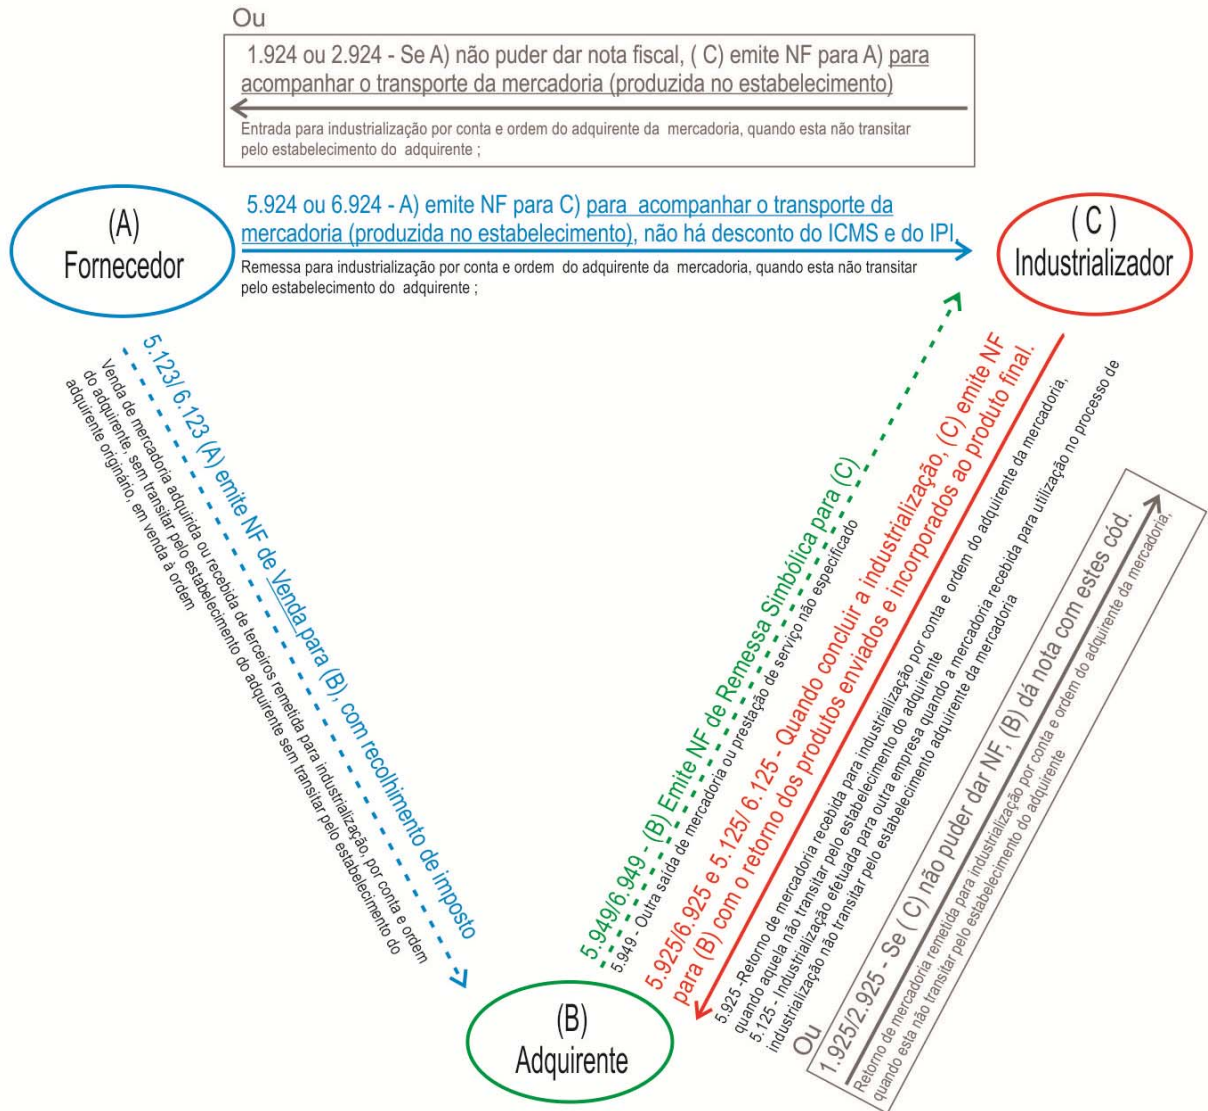 Ou
1.924 ou 2.924 - Se A) não puder dar nota fiscal, ( C) emite NF para A) para
acompanhar o transporte da mercadoria (produzida no estabelecimento)
Entrada para industrialização por conta e ordem do adquirente da mercadoria, quando esta não transitar
pelo estabelecimento do adquirente ;
(A)
Fornecedor
5.924 ou 6.924 - A) emite NF para C) para acompanhar o transporte da
mercadoria (produzida no estabelecimento), não há desconto do ICMS e do IPI,
Remessa para industrialização por conta e ordem do adquirente da mercadoria, quando esta não transitar
pelo estabelecimento do adquirente ;
( C )
Industrializador
5.123/ 6.123 (A) emite NF de Venda para (B), com recolhimento de imposto
Venda de mercadoria adquirida ou recebida de terceiros remetida para industrialização, por conta e ordem
do adquirente, sem transitar pelo estabelecimento do adquirente sem transitar pelo estabelecimento do
adquirente originário, em venda à ordem
5.949/6.949 - (B) Emite NF de Remessa Simbólica para (C)
5.949 - Outra saída de mercadoria ou prestação de serviço não especificado
5.925/6.925 e 5.125/ 6.125 - Quando concluir a industrialização, (C) emite NF
para (B) com o retorno dos produtos enviados e incorporados ao produto final.
5.925 -Retorno de mercadoria recebida para industrialização por conta e ordem do adquirente da mercadoria,
quando aquela não transitar pelo estabelecimento do adquirente
5.125 - Industrialização efetuada para outra empresa quando a mercadoria recebida para utilização no processo de
industrialização não transitar pelo estabelecimento adquirente da mercadoria
Ou
1.925/2.925 - Se ( C) não puder dar NF, (B) dá nota com estes cód.
Retorno de mercadoria remetida para industrialização por conta e ordem do adquirente da mercadoria,
quando esta não transitar pelo estabelecimento do adquirente
(B)
Adquirente